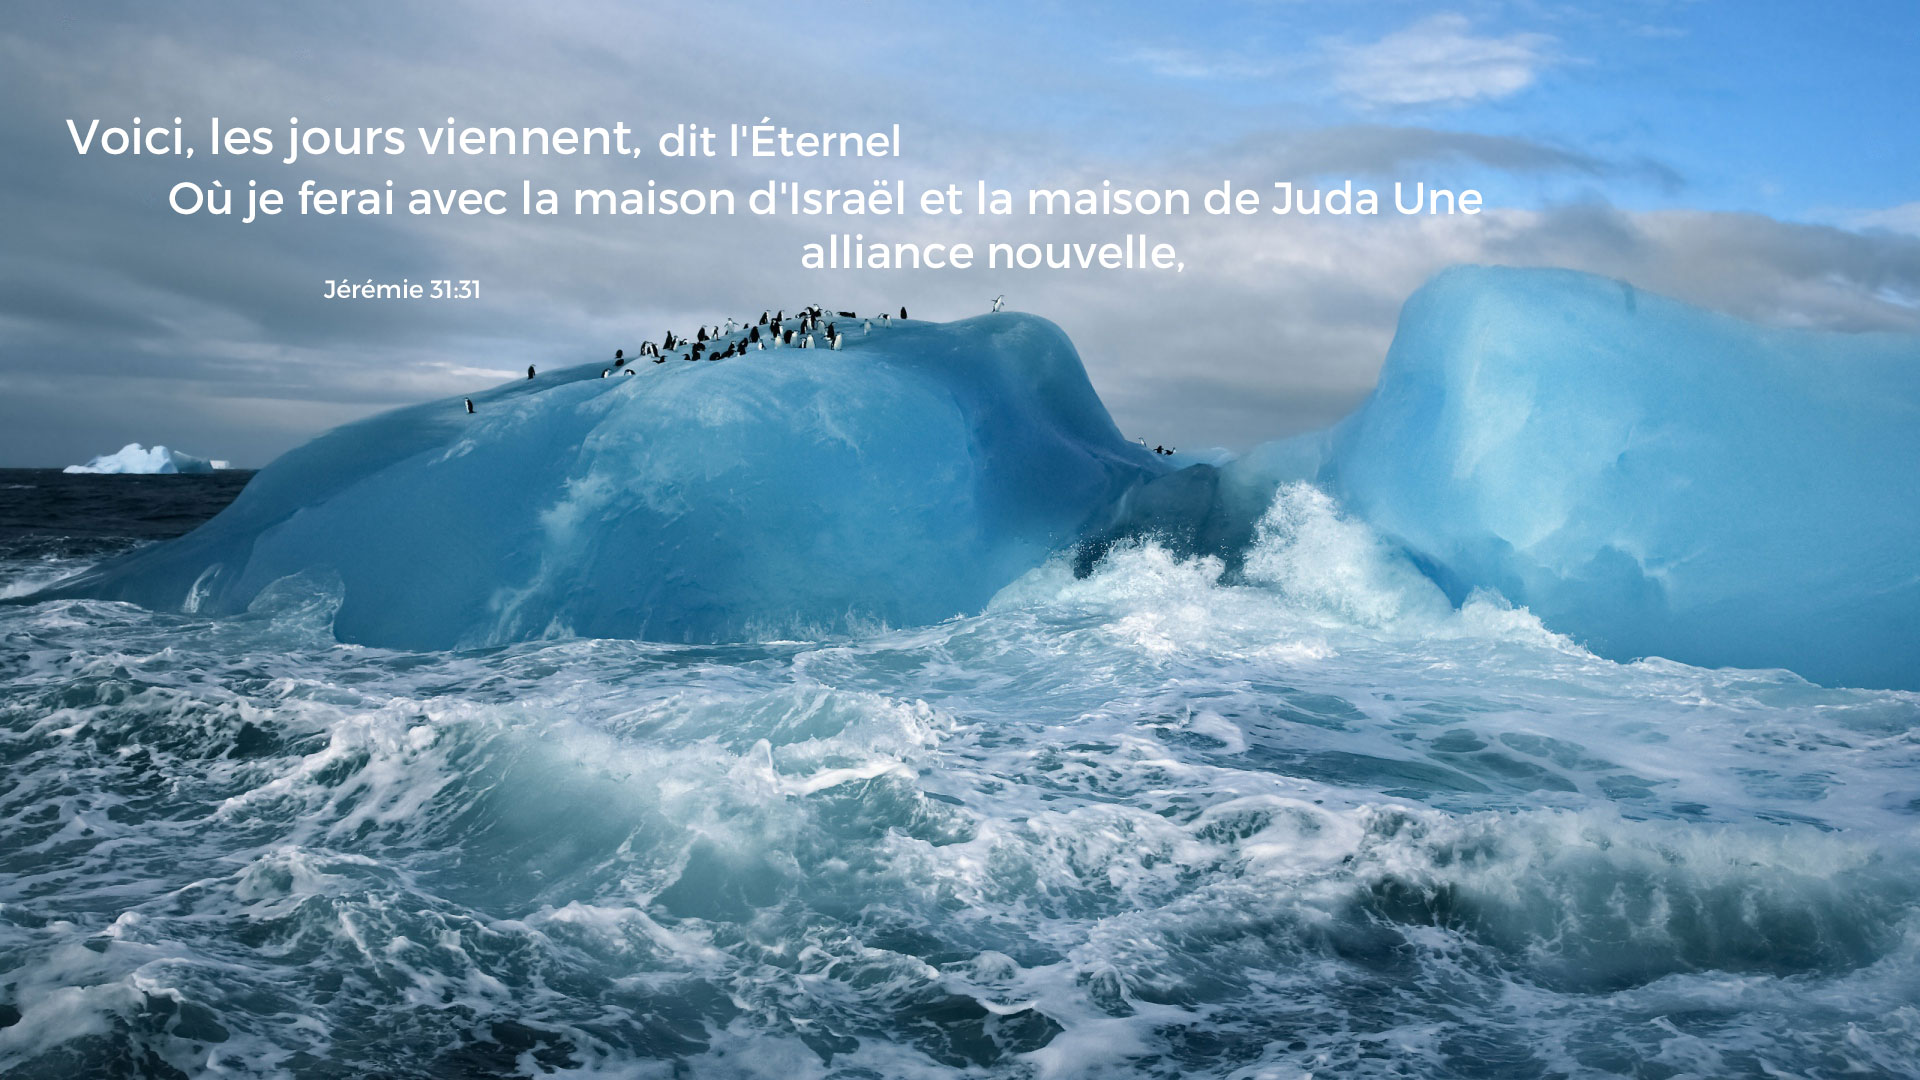 Voici, les jours viennent, dit l'Éternel
Où je ferai avec la maison d'Israël et la maison de Juda Une
alliance nouvelle,
Jérémie 31:31